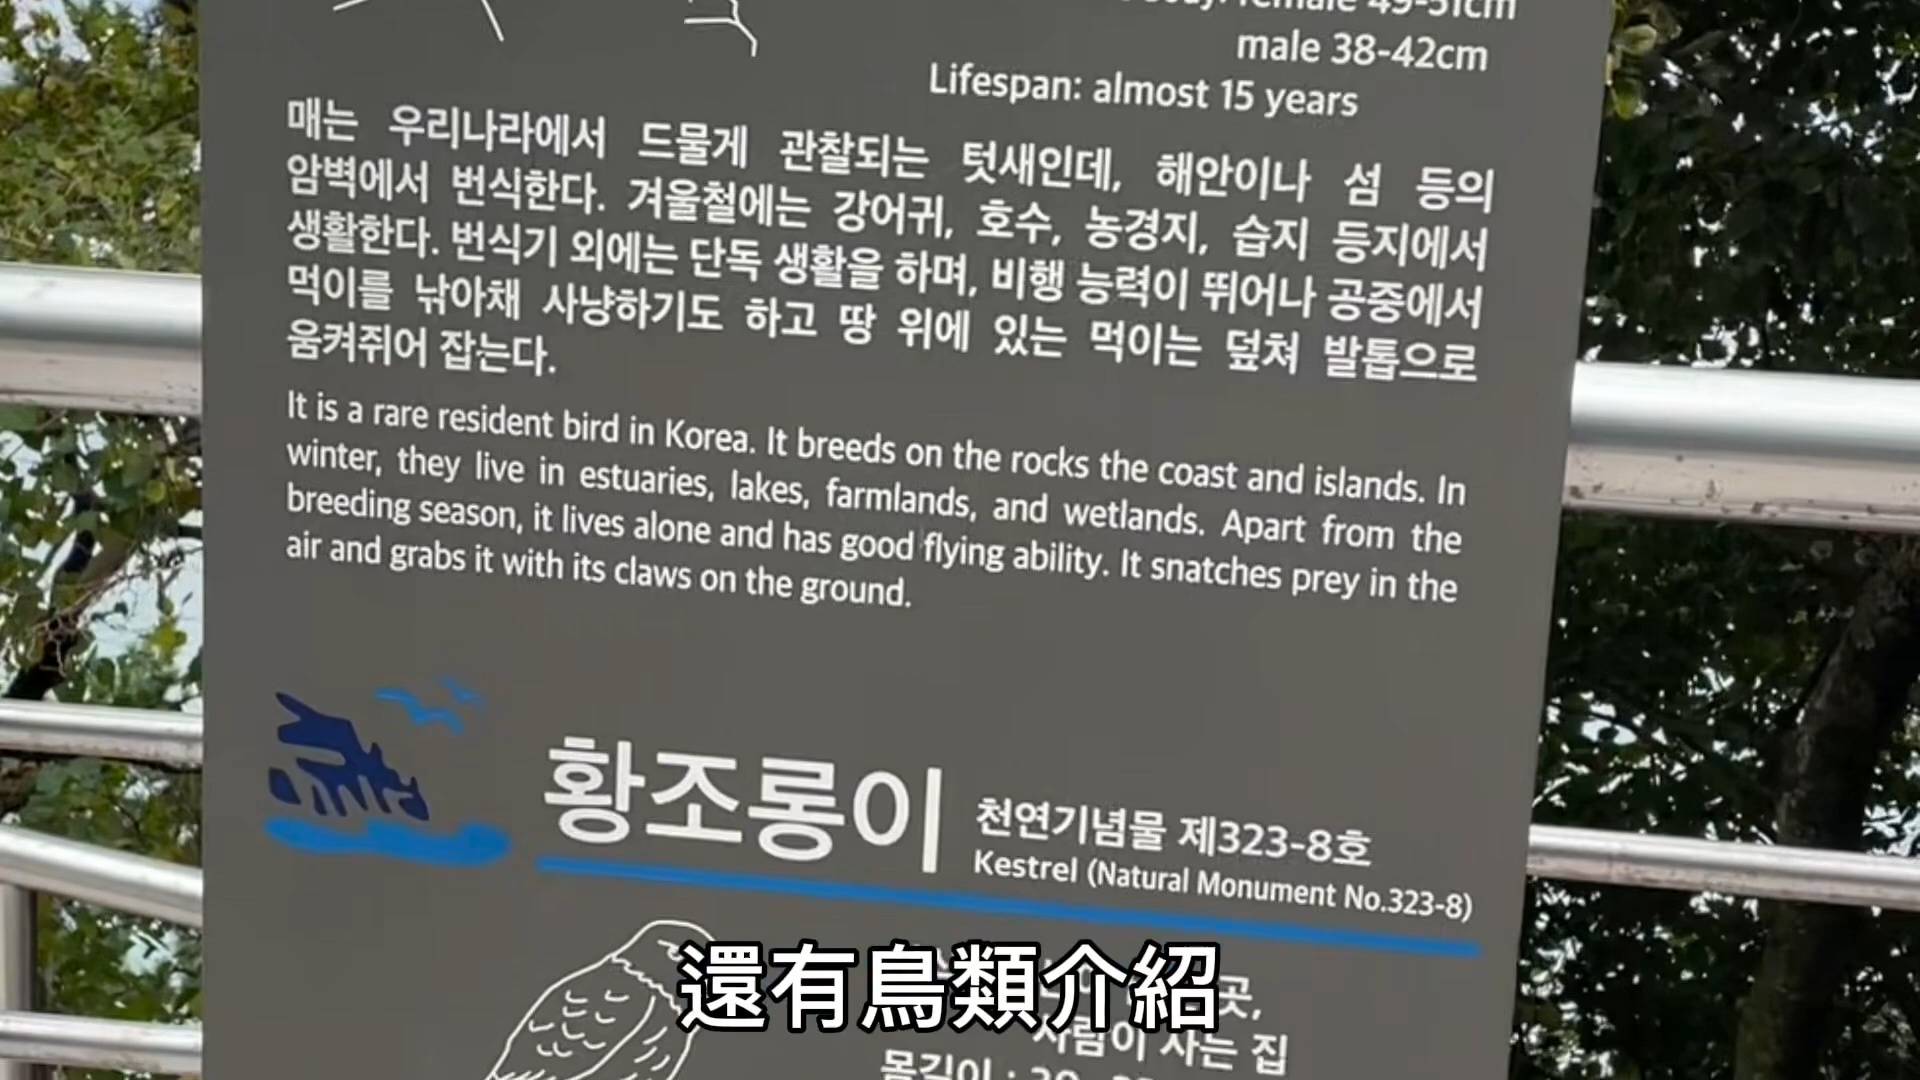 female 49-51cm
male 38-42cm
Lifespan: almost 15 years
매는 우리나라에서 드물게 관찰되는 텃새인데, 해안이나 섬 등의
암벽에서 번식한다. 겨울철에는 강어귀, 호수, 농경지, 습지 등지에서
생활한다. 번식기 외에는 단독 생활을 하며, 비행 능력이 뛰어나 공중에서
먹이를 낚아채 사냥하기도 하고 땅 위에 있는 먹이는 덮쳐 발톱으로
움켜쥐어 잡는다.
It is a rare resident bird in Korea. It breeds on the rocks the coast and islands. In
winter, they live in estuaries, lakes, farmlands, and wetlands. Apart from the
breeding season, it lives alone and has good flying ability. It snatches prey in the
air and grabs it with its claws on the ground.
황조롱이
천연기념물 제323-8호
Kestrel (Natural Monument No.323-8)
곳,
사람이 사는 집
몸길이 :
還有鳥類介紹